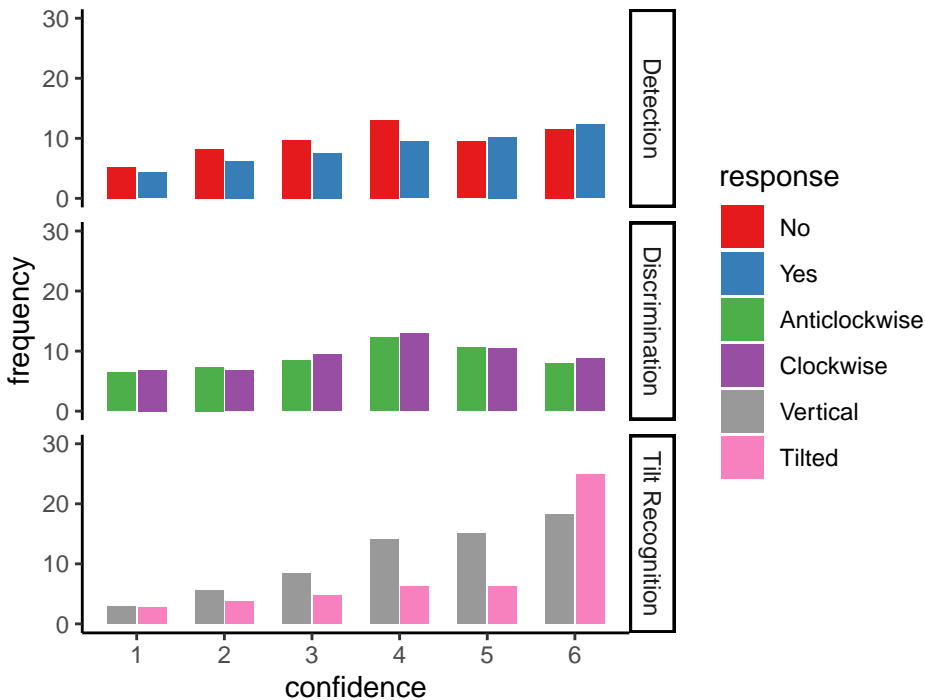 30
20
10
0
Detection
30
20
10
0
Discrimination
30
20
10
0
Tilt Recognition
frequency
1 2 3 4 5 6
confidence
response
No
Yes
Anticlockwise
Clockwise
Vertical
Tilted